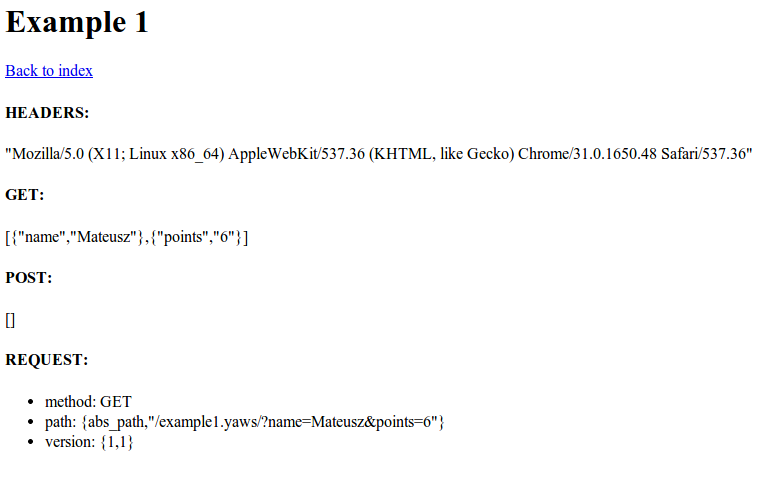 Example 1
Back to index
HEADERS:
"Mozilla/5.0 (X11; Linux x86_64) AppleWebKit/537.36 (KHTML, like Gecko) Chrome/31.0.1650.48 Safari/537.36"
GET:
[{"name","Mateusz"},{"points","6"}]
POST:
[]
REQUEST:
• method: GET
• path: {abs_path,"/example1.yaws/?name=Mateusz&points=6"}
• version: {1,1}